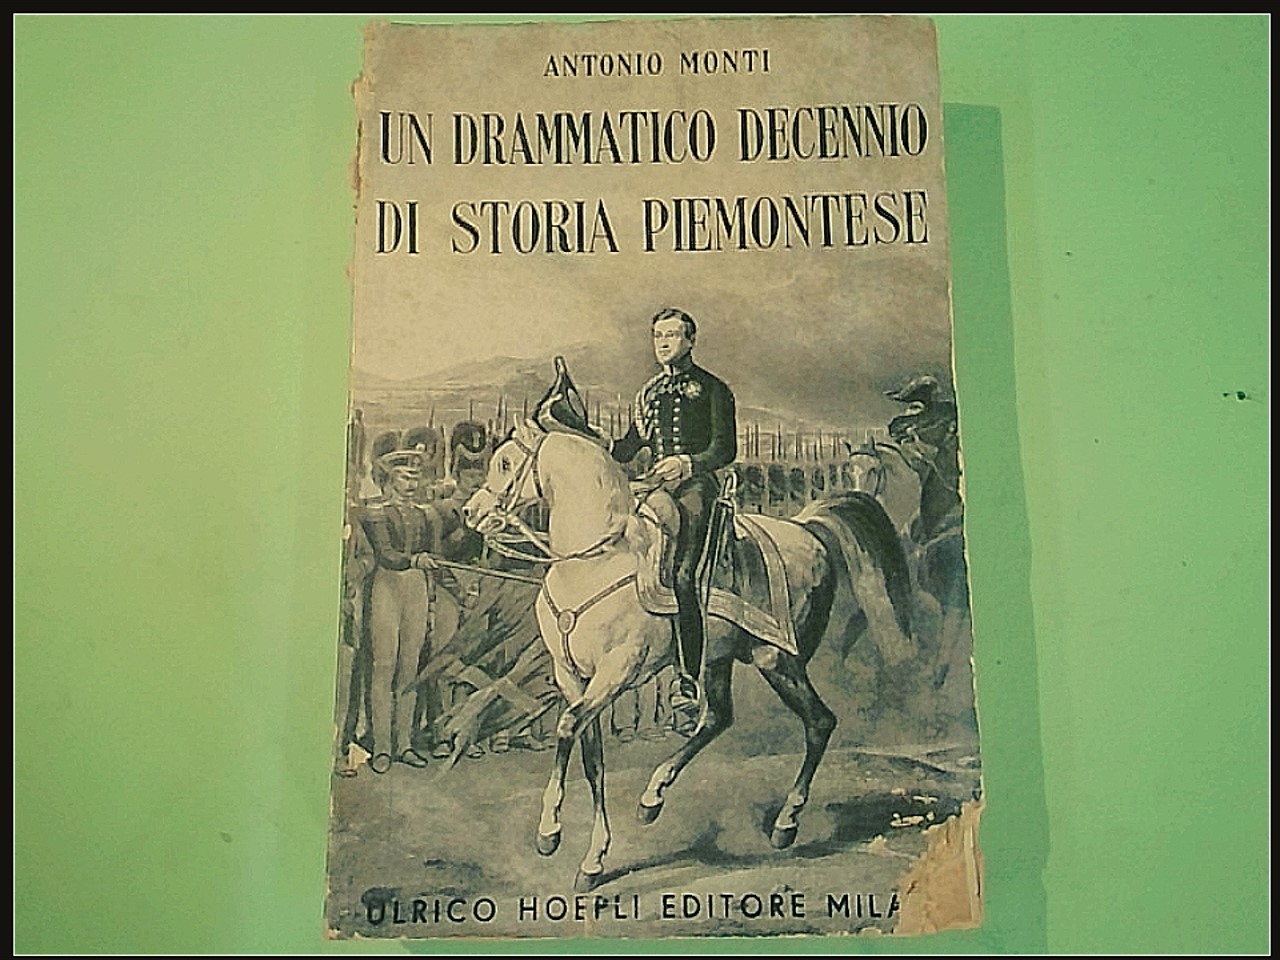 ANTONIO MONTI
UN DRAMMATICO DECENNIO
DI STORIA PIEMONTESE
ULRICO HOEPLI EDITORE MILA